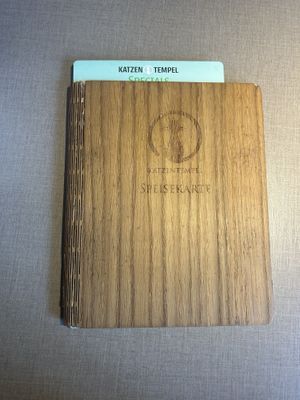 KATZEN TEMPEL
SPECIALS
KATZENTEMPEL
SPEISEKARTE